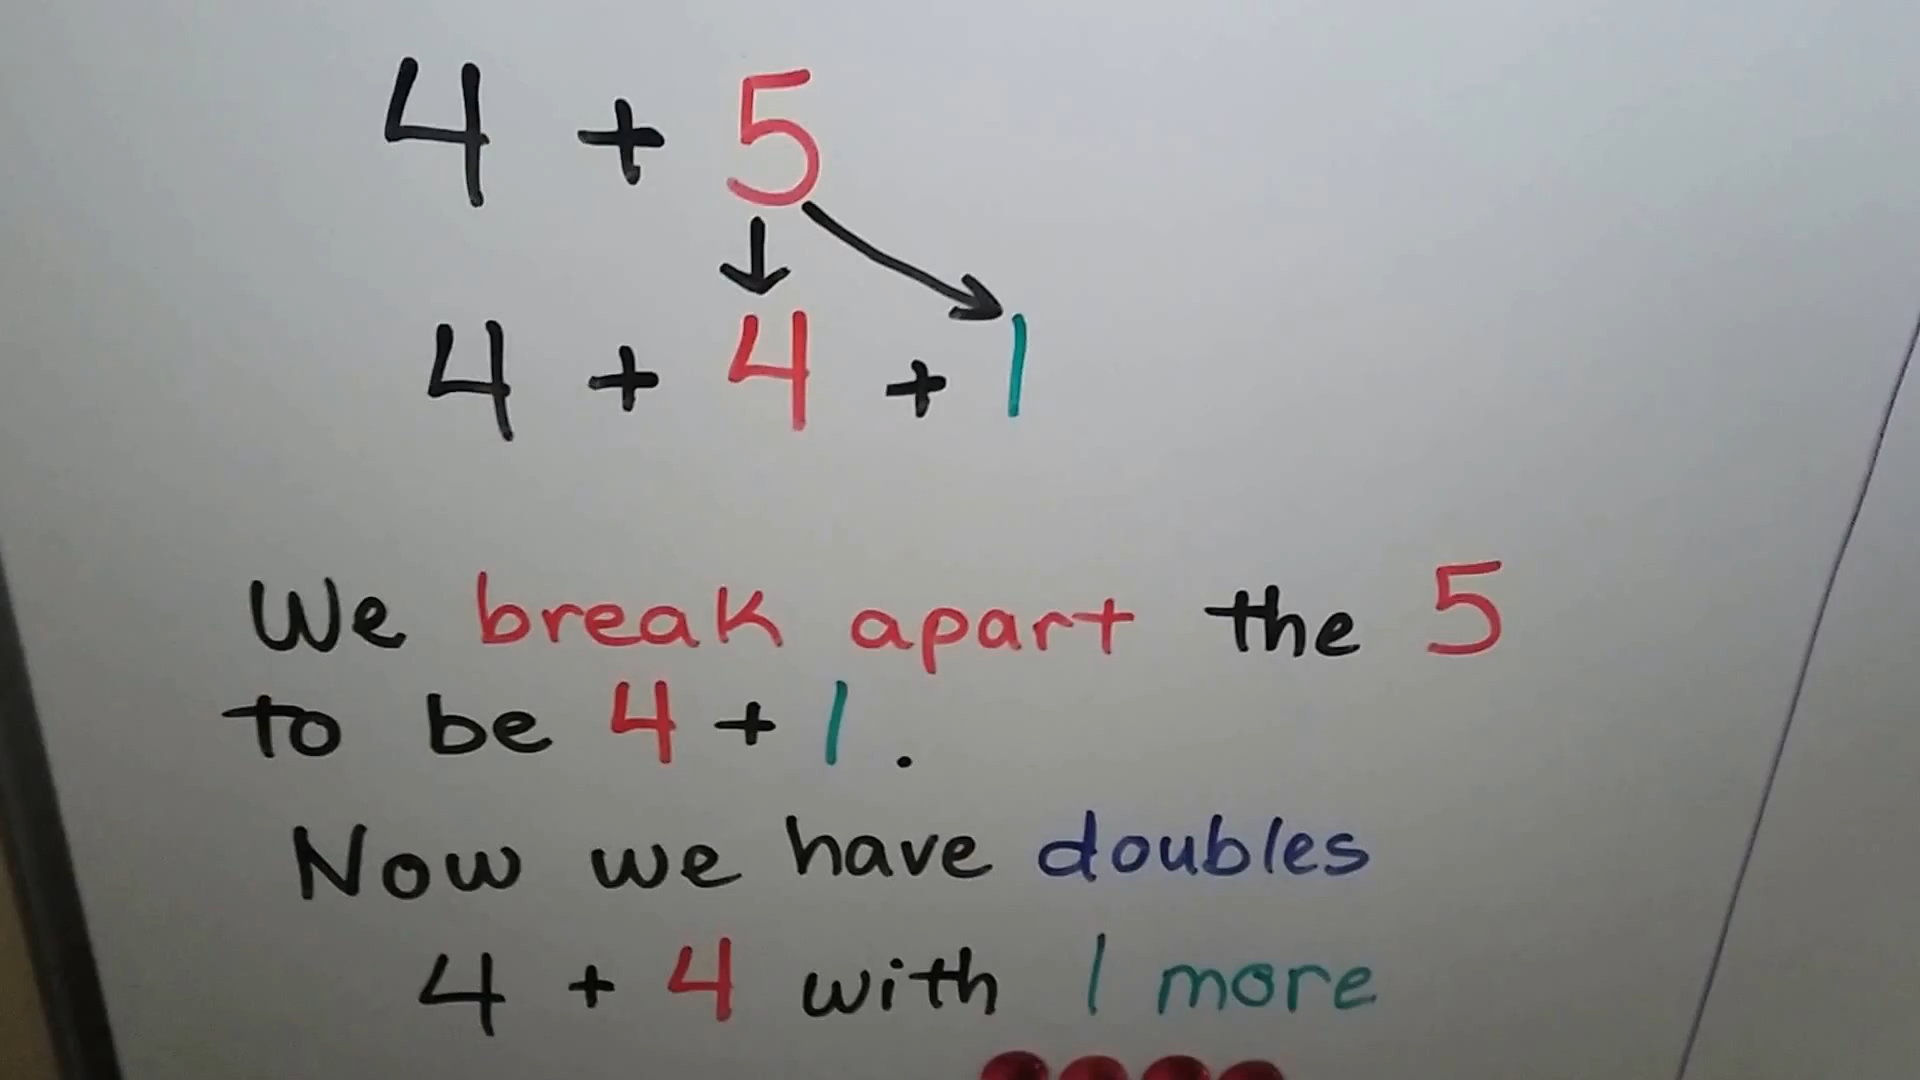 4 + 5
4 + 4 + 1
We break apart the 5
to be 4 + 1.
Now we have doubles
4 + 4 with 1 more